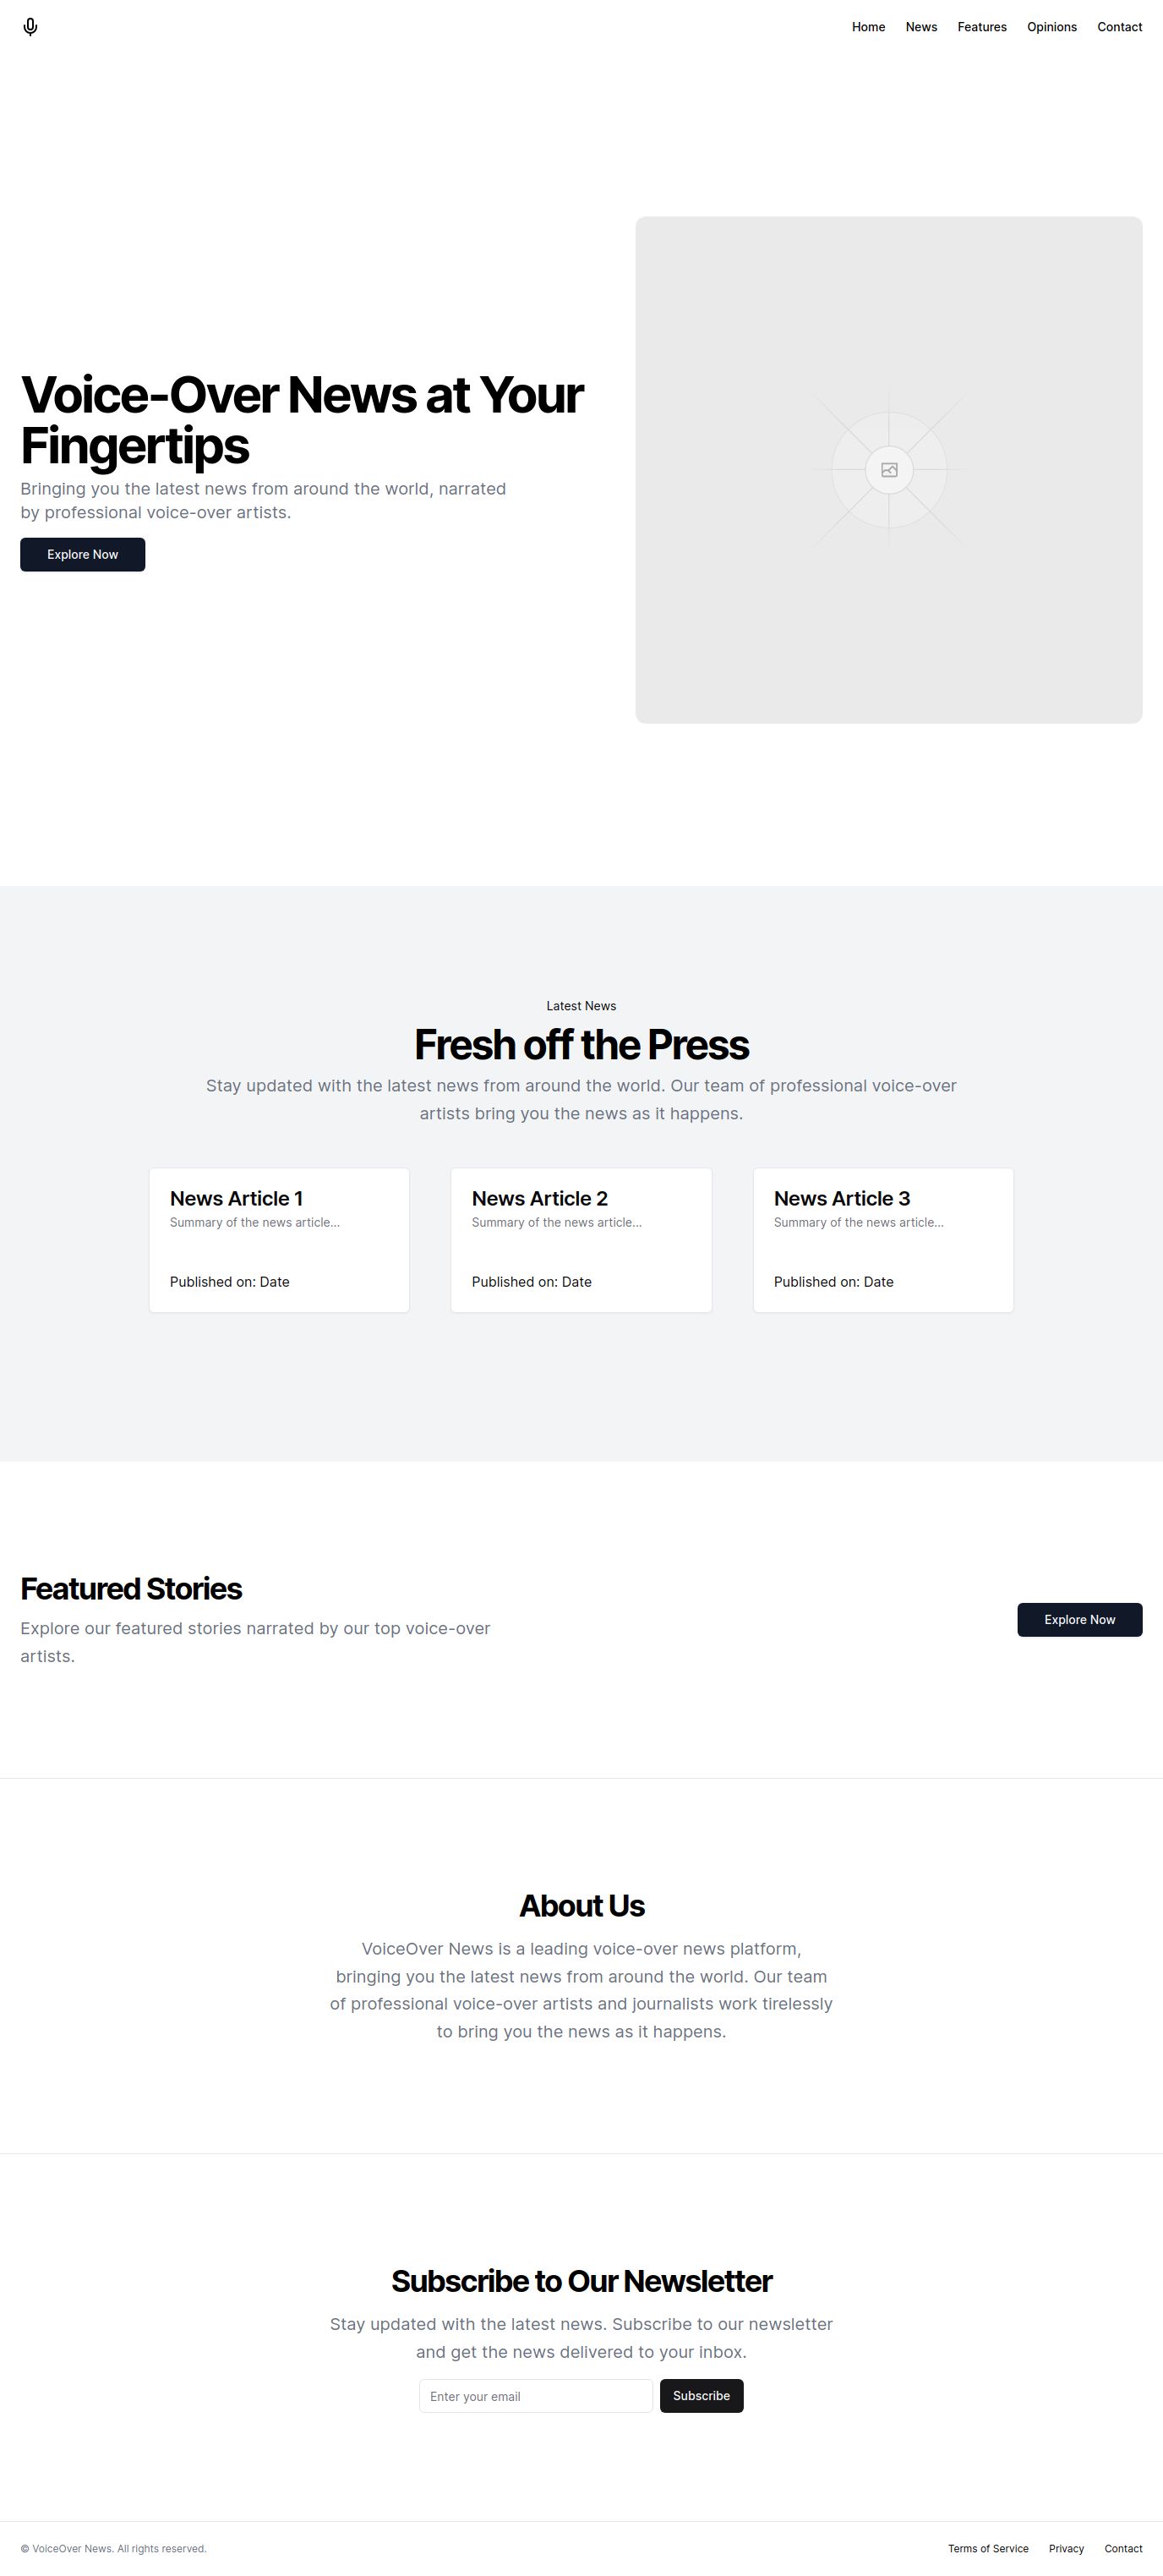 Home News Features Opinions Contact
Voice-Over News at Your
Fingertips
Bringing you the latest news from around the world, narrated
by professional voice-over artists.
Explore Now
Latest News
Fresh off the Press
Stay updated with the latest news from around the world. Our team of professional voice-over
artists bring you the news as it happens.
News Article 1
Summary of the news article...
Published on: Date
News Article 2
Summary of the news article...
Published on: Date
News Article 3
Summary of the news article...
Published on: Date
Featured Stories
Explore our featured stories narrated by our top voice-over
artists.
Explore Now
About Us
VoiceOver News is a leading voice-over news platform,
bringing you the latest news from around the world. Our team
of professional voice-over artists and journalists work tirelessly
to bring you the news as it happens.
Subscribe to Our Newsletter
Stay updated with the latest news. Subscribe to our newsletter
and get the news delivered to your inbox.
Enter your email
Subscribe
© VoiceOver News. All rights reserved.
Terms of Service Privacy Contact